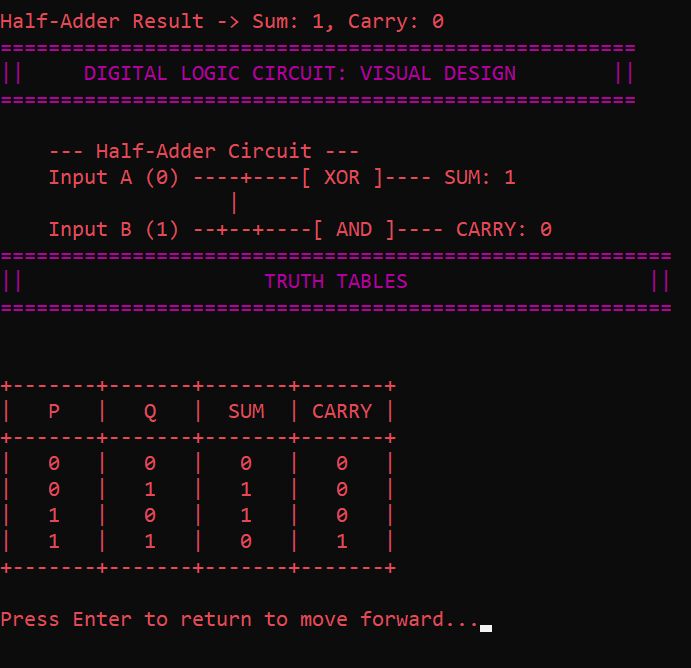 Half-Adder Result -> Sum: 1, Carry: 0
=====================================================
||     DIGITAL LOGIC CIRCUIT: VISUAL DESIGN        ||
=====================================================
    --- Half-Adder Circuit ---
    Input A (0) ----+----[ XOR ]---- SUM: 1
                   |
    Input B (1) --+--+----[ AND ]---- CARRY: 0
========================================================
||                    TRUTH TABLES                    ||
========================================================
+-------+-------+-------+-------+
|   P   |   Q   |  SUM  | CARRY |
+-------+-------+-------+-------+
|   0   |   0   |   0   |   0   |
|   0   |   1   |   1   |   0   |
|   1   |   0   |   1   |   0   |
|   1   |   1   |   0   |   1   |
+-------+-------+-------+-------+
Press Enter to return to move forward...